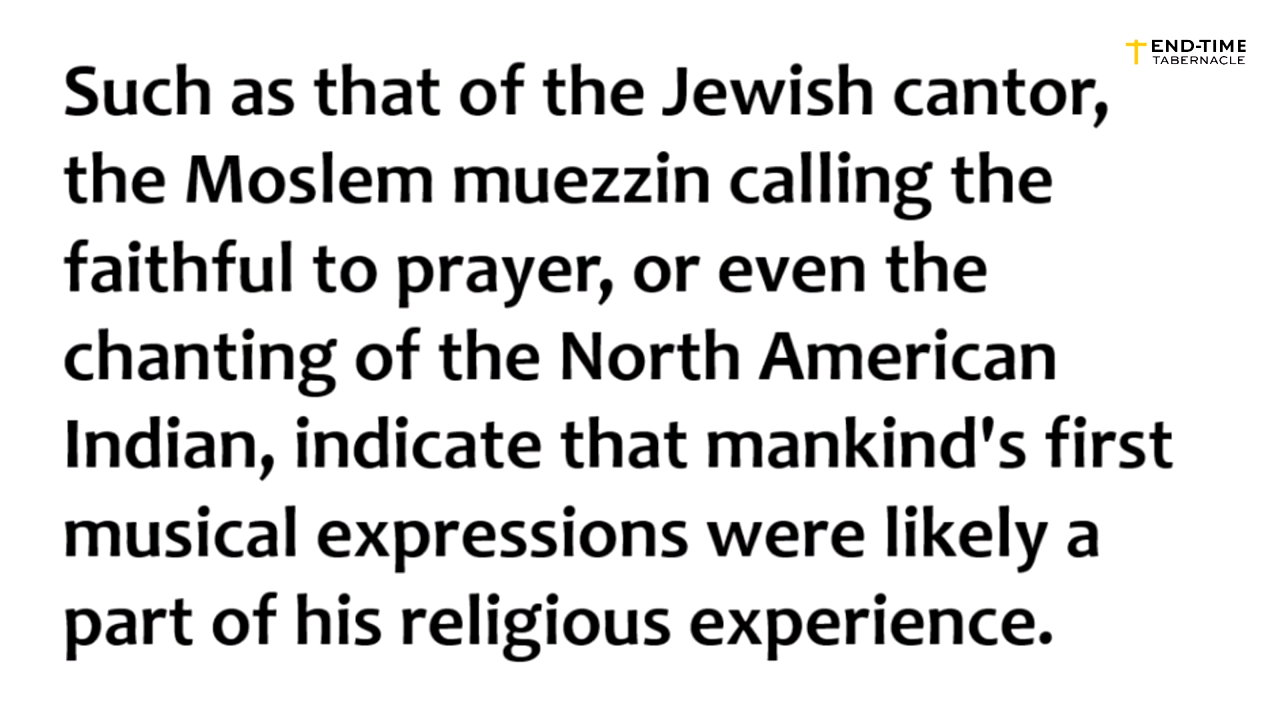 END-TIME
TABERNACLE
Such as that of the Jewish cantor,
the Moslem muezzin calling the
faithful to prayer, or even the
chanting of the North American
Indian, indicate that mankind's first
musical expressions were likely a
part of his religious experience.